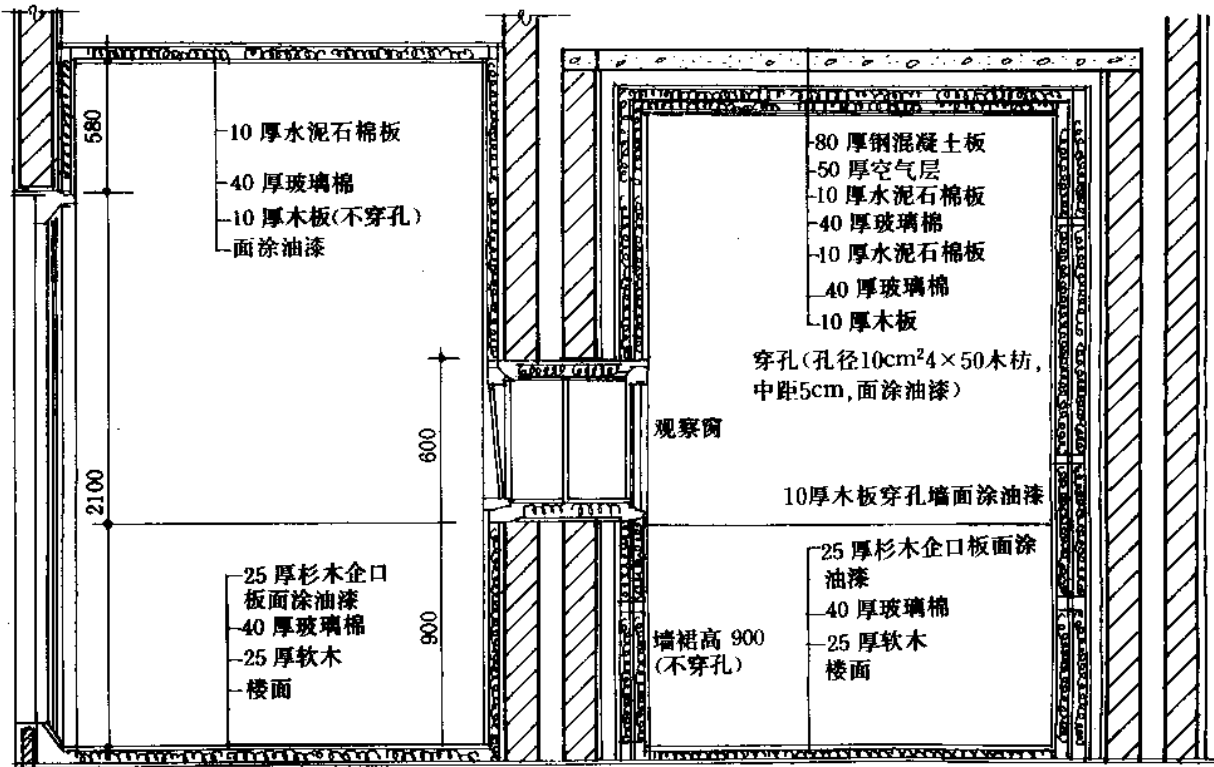 580
10 厚水泥石棉板
40 厚玻璃棉
10 厚木板(不穿孔)
面涂油漆
2100
600
900
25 厚杉木企口
板面涂油漆
40 厚玻璃棉
25 厚软木
楼面
80 厚钢混凝土板
50 厚空气层
10 厚水泥石棉板
40 厚玻璃棉
10 厚水泥石棉板
40 厚玻璃棉
10 厚木板
穿孔(孔径10cm²4×50木枋,
中距5cm,面涂油漆)
观察窗
10厚木板穿孔墙面涂油漆
25 厚杉木企口板面涂
油漆
40 厚玻璃棉
25 厚软木
楼面
墙裙高 900
(不穿孔)